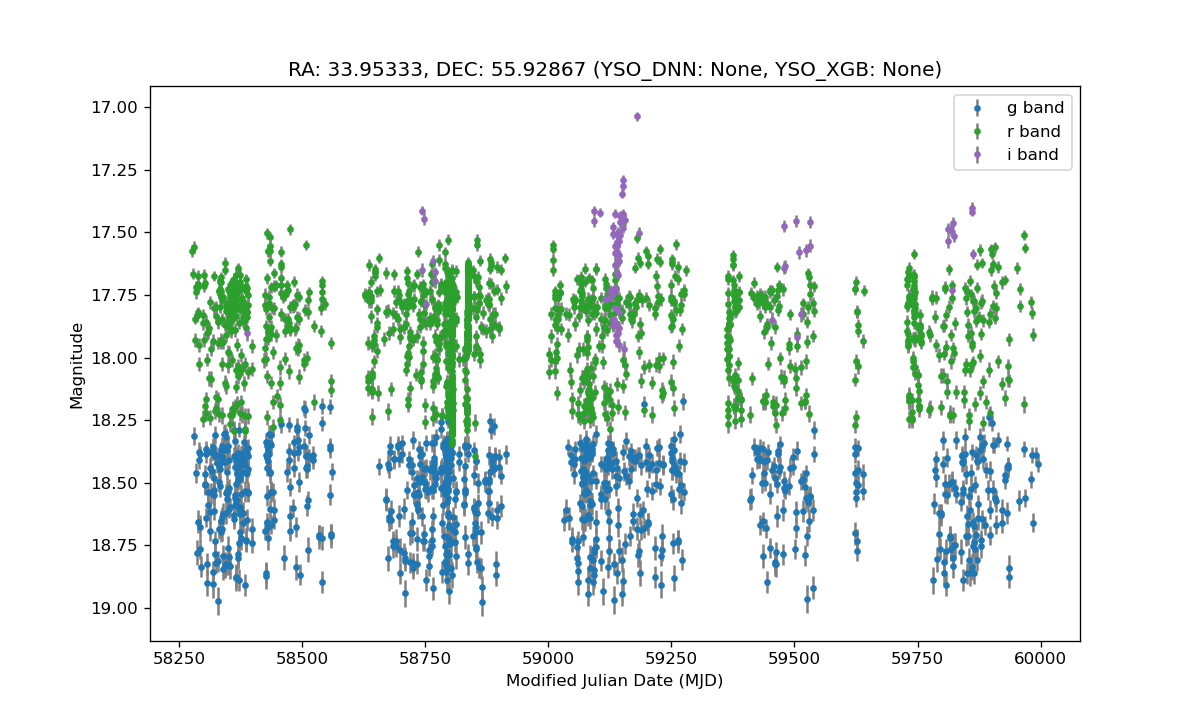 RA: 33.95333, DEC: 55.92867 (YSO_DNN: None, YSO_XGB: None)
g band
r band
i band
17.00
17.25
17.50
17.75
18.00
18.25
18.50
18.75
19.00
Magnitude
58250 58500 58750 59000 59250 59500 59750 60000
Modified Julian Date (MJD)